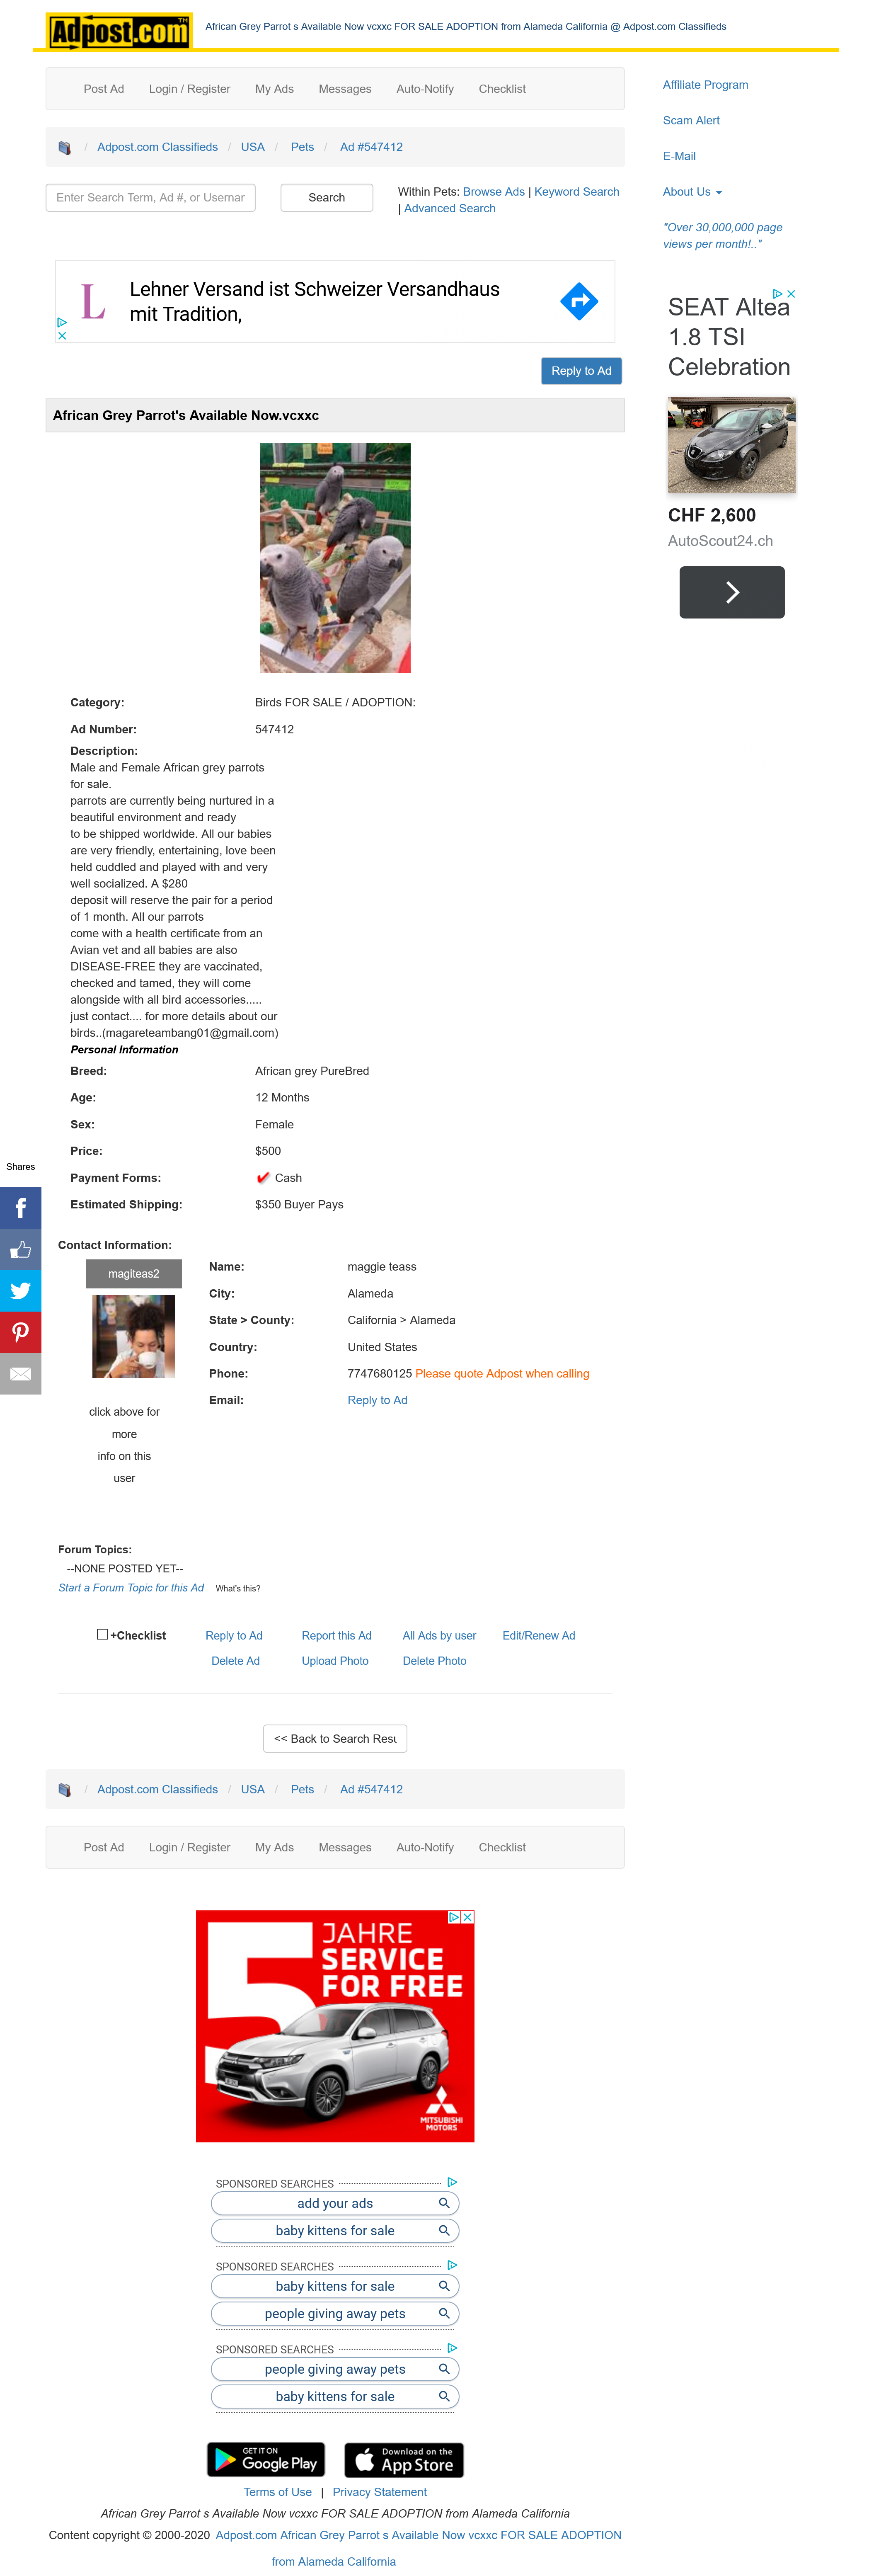 Adpost.com TM
African Grey Parrot s Available Now vcxxc FOR SALE ADOPTION from Alameda California @ Adpost.com Classifieds
Post Ad Login / Register My Ads Messages Auto-Notify Checklist
Affiliate Program
Scam Alert
E-Mail
About Us
"Over 30,000,000 page
views per month!.."
/ Adpost.com Classifieds / USA / Pets / Ad #547412
Enter Search Term, Ad #, or Usernar
Search
Within Pets: Browse Ads | Keyword Search
| Advanced Search
L
Lehner Versand ist Schweizer Versandhaus
mit Tradition,
SEAT Altea
1.8 TSI
Celebration
CHF 2,600
AutoScout24.ch
Reply to Ad
African Grey Parrot's Available Now.vcxxc
Category: Birds FOR SALE / ADOPTION:
Ad Number: 547412
Description:
Male and Female African grey parrots
for sale.
parrots are currently being nurtured in a
beautiful environment and ready
to be shipped worldwide. All our babies
are very friendly, entertaining, love been
held cuddled and played with and very
well socialized. A $280
deposit will reserve the pair for a period
of 1 month. All our parrots
come with a health certificate from an
Avian vet and all babies are also
DISEASE-FREE they are vaccinated,
checked and tamed, they will come
alongside with all bird accessories.....
just contact.... for more details about our
birds..(magareteambang01@gmail.com)
Personal Information
Breed: African grey PureBred
Age: 12 Months
Sex: Female
Price: $500
Payment Forms: Cash
Estimated Shipping: $350 Buyer Pays
Shares
Contact Information:
magiteas2
click above for
more
info on this
user
Name: maggie teass
City: Alameda
State > County: California > Alameda
Country: United States
Phone: 7747680125 Please quote Adpost when calling
Email: Reply to Ad
Forum Topics:
--NONE POSTED YET--
Start a Forum Topic for this Ad What's this?
+Checklist Reply to Ad Report this Ad All Ads by user Edit/Renew Ad
Delete Ad Upload Photo Delete Photo
<< Back to Search Resu
/ Adpost.com Classifieds / USA / Pets / Ad #547412
Post Ad Login / Register My Ads Messages Auto-Notify Checklist
5 JAHRE
SERVICE
FOR FREE
MITSUBISHI
MOTORS
SPONSORED SEARCHES
add your ads
baby kittens for sale
SPONSORED SEARCHES
baby kittens for sale
people giving away pets
SPONSORED SEARCHES
people giving away pets
baby kittens for sale
GET IT ON
Google Play
Download on the
App Store
Terms of Use | Privacy Statement
African Grey Parrot s Available Now vcxxc FOR SALE ADOPTION from Alameda California
Content copyright © 2000-2020 Adpost.com African Grey Parrot s Available Now vcxxc FOR SALE ADOPTION
from Alameda California